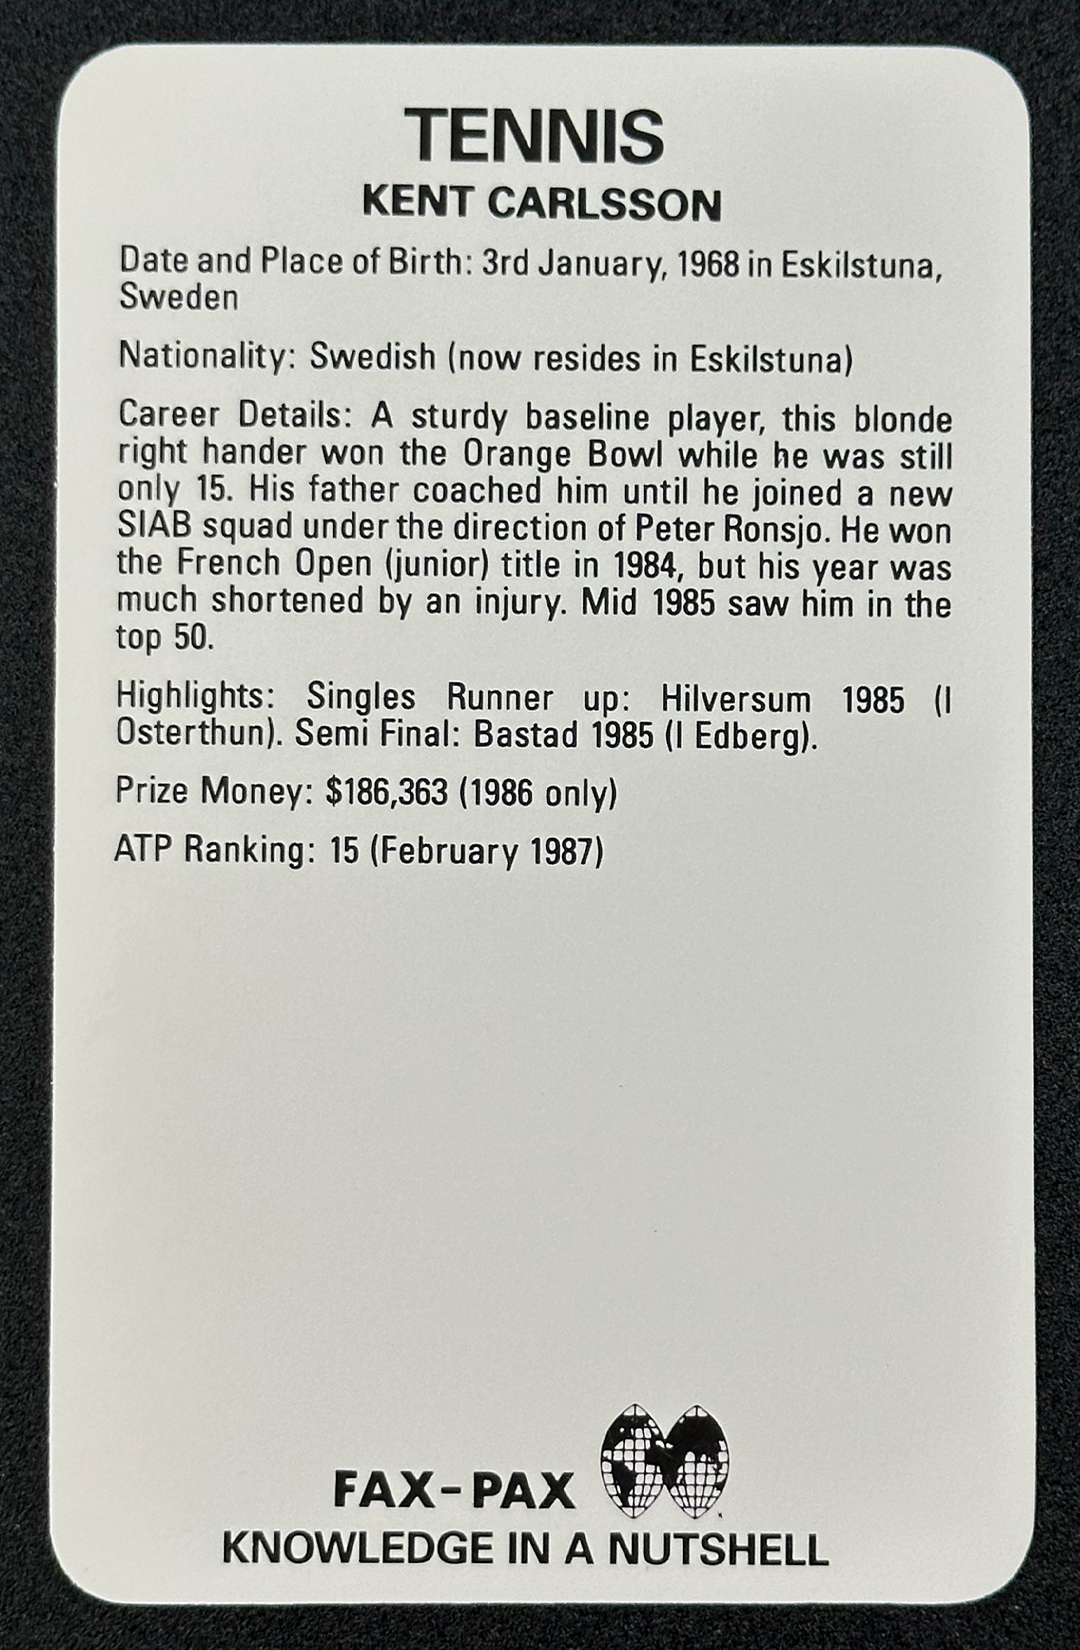 TENNIS
KENT CARLSSON
Date and Place of Birth: 3rd January, 1968 in Eskilstuna,
Sweden
Nationality: Swedish (now resides in Eskilstuna)
Career Details: A sturdy baseline player, this blonde
right hander won the Orange Bowl while he was still
only 15. His father coached him until he joined a new
SIAB squad under the direction of Peter Ronsjo. He won
the French Open (junior) title in 1984, but his year was
much shortened by an injury. Mid 1985 saw him in the
top 50.
Highlights: Singles Runner up: Hilversum 1985 (l
Osterthun). Semi Final: Bastad 1985 (l Edberg).
Prize Money: $186,363 (1986 only)
ATP Ranking: 15 (February 1987)
FAX-PAX
KNOWLEDGE IN A NUTSHELL